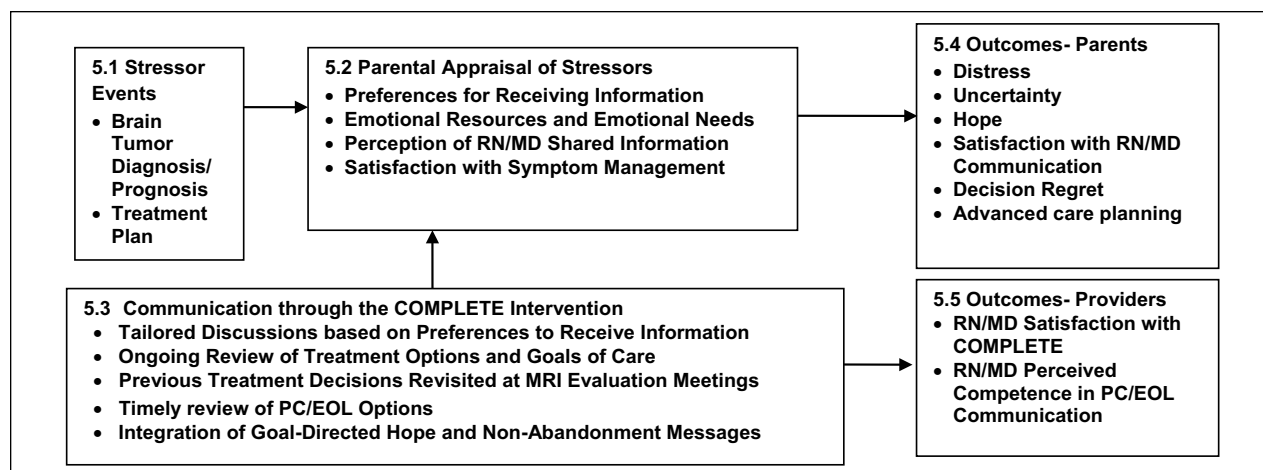 5.1 Stressor
Events
• Brain
Tumor
Diagnosis/
Prognosis
• Treatment
Plan
5.2 Parental Appraisal of Stressors
• Preferences for Receiving Information
• Emotional Resources and Emotional Needs
• Perception of RN/MD Shared Information
• Satisfaction with Symptom Management
5.4 Outcomes- Parents
• Distress
• Uncertainty
• Hope
• Satisfaction with RN/MD
Communication
• Decision Regret
• Advanced care planning
5.3 Communication through the COMPLETE Intervention
• Tailored Discussions based on Preferences to Receive Information
• Ongoing Review of Treatment Options and Goals of Care
• Previous Treatment Decisions Revisited at MRI Evaluation Meetings
• Timely review of PC/EOL Options
• Integration of Goal-Directed Hope and Non-Abandonment Messages
5.5 Outcomes- Providers
• RN/MD Satisfaction with
COMPLETE
• RN/MD Perceived
Competence in PC/EOL
Communication